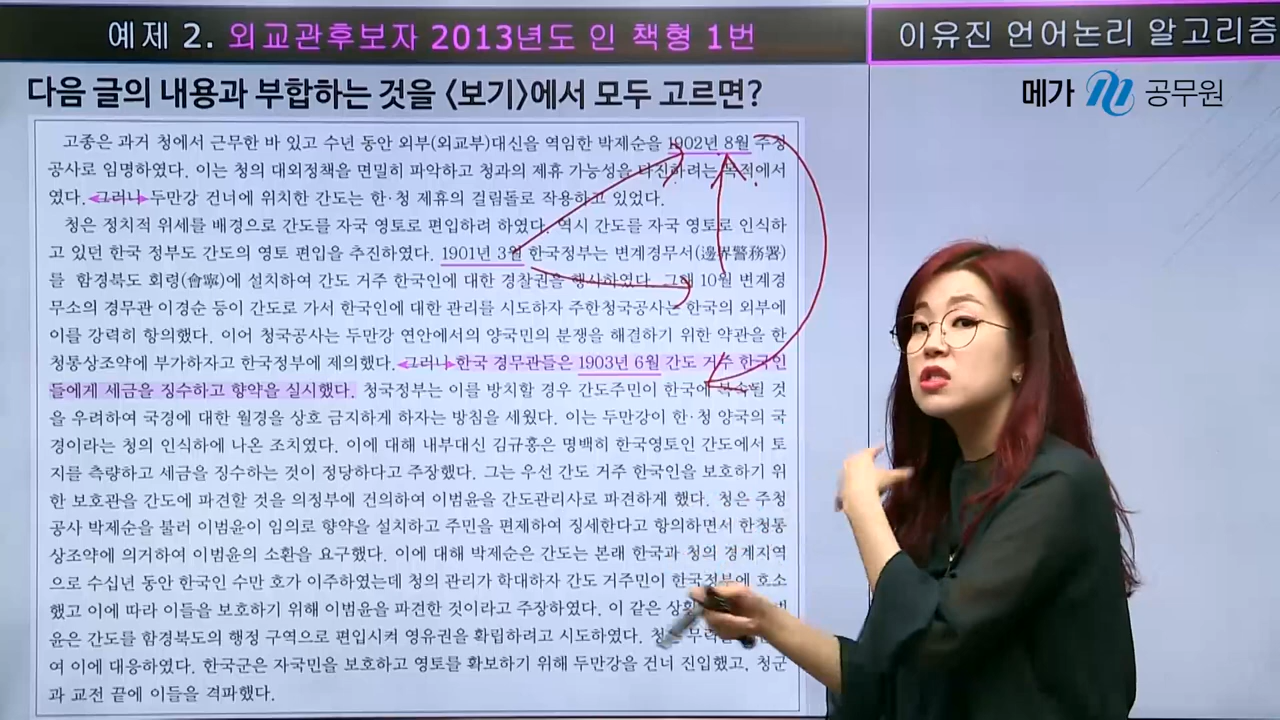 예제 2. 외교관후보자 2013년도 인 책형 1번
이유진 언어논리 알고리즘
메가 공무원
다음 글의 내용과 부합하는 것을 <보기>에서 모두 고르면?
고종은 과거 청에서 근무한 바 있고 수년 동안 외부(외교부)대신을 역임한 박제순을 1902년 8월 주청
공사로 임명하였다. 이는 청의 대외정책을 면밀히 파악하고 청과의 제휴 가능성을 타진하려는 목적에서
였다. 그러나 두만강 건너에 위치한 간도는 한·청 제휴의 걸림돌로 작용하고 있었다.
청은 정치적 위세를 배경으로 간도를 자국 영토로 편입하려 하였다. 역시 간도를 자국 영토로 인식하
고 있던 한국 정부도 간도의 영토 편입을 추진하였다. 1901년 3월 한국정부는 변계경무서(邊界警務署)
를 함경북도 회령(會寧)에 설치하여 간도 거주 한국인에 대한 경찰권을 행사하였다. 그해 10월 변계경
무소의 경무관 이경순 등이 간도로 가서 한국인에 대한 관리를 시도하자 주한청국공사는 한국의 외부에
이를 강력히 항의했다. 이어 청국공사는 두만강 연안에서의 양국민의 분쟁을 해결하기 위한 약관을 한
청통상조약에 부가하자고 한국정부에 제의했다. 그러나 한국 경무관들은 1903년 6월 간도 거주 한국인
들에게 세금을 징수하고 향약을 실시했다. 청국정부는 이를 방치할 경우 간도주민이 한국에 복속될 것
을 우려하여 국경에 대한 월경을 상호 금지하게 하자는 방침을 세웠다. 이는 두만강이 한·청 양국의 국
경이라는 청의 인식하에 나온 조치였다. 이에 대해 내부대신 김규홍은 명백히 한국영토인 간도에서 토
지를 측량하고 세금을 징수하는 것이 정당하다고 주장했다. 그는 우선 간도 거주 한국인을 보호하기 위
한 보호관을 간도에 파견할 것을 의정부에 건의하여 이범윤을 간도관리사로 파견하게 했다. 청은 주청
공사 박제순을 불러 이범윤이 임의로 향약을 설치하고 주민을 편제하여 징세한다고 항의하면서 한청통
상조약에 의거하여 이범윤의 소환을 요구했다. 이에 대해 박제순은 간도는 본래 한국과 청의 경계지역
으로 수십년 동안 한국인 수만 호가 이주하였는데 청의 관리가 학대하자 간도 거주민이 한국정부에 호소
했고 이에 따라 이들을 보호하기 위해 이범윤을 파견한 것이라고 주장하였다. 이 같은
윤은 간도를 함경북도의 행정 구역으로 편입시켜 영유권을 확립하려고 시도하였다.
여 이에 대응하였다. 한국군은 자국민을 보호하고 영토를 확보하기 위해 두만강을 건너 진입했고, 청군
과 교전 끝에 이들을 격파했다.